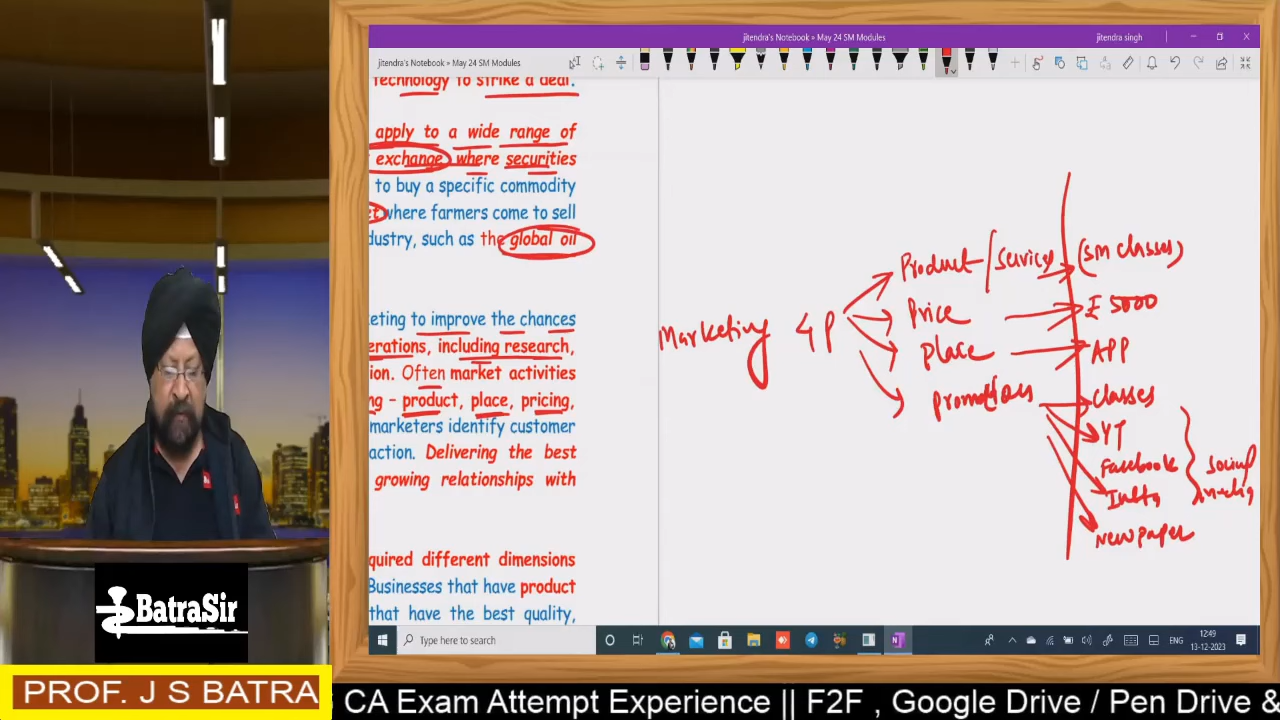 jitendra's Notebook » May 24 SM Modules
jitendra singh
jitendra's Notebook » May 24 SM Modules
technology to strike a deal.
apply to a wide range of
exchange where securities
to buy a specific commodity
et where farmers come to sell
dustry, such as the global oil
eting to improve the chances
erations, including research,
ion. Often market activities
ng – product, place, pricing,
marketers identify customer
action. Delivering the best
growing relationships with
quired different dimensions
Businesses that have product
that have the best quality,
Marketing 4P
Product / Services (SM classes)
Price ₹ 5000
place APP
promotions classes
YT
Facebook
Insta
Social media
Newpaper
BatraSir
Type here to search
ENG
12:49
13-12-2023
PROF. J S BATRA
CA Exam Attempt Experience || F2F , Google Drive / Pen Drive &